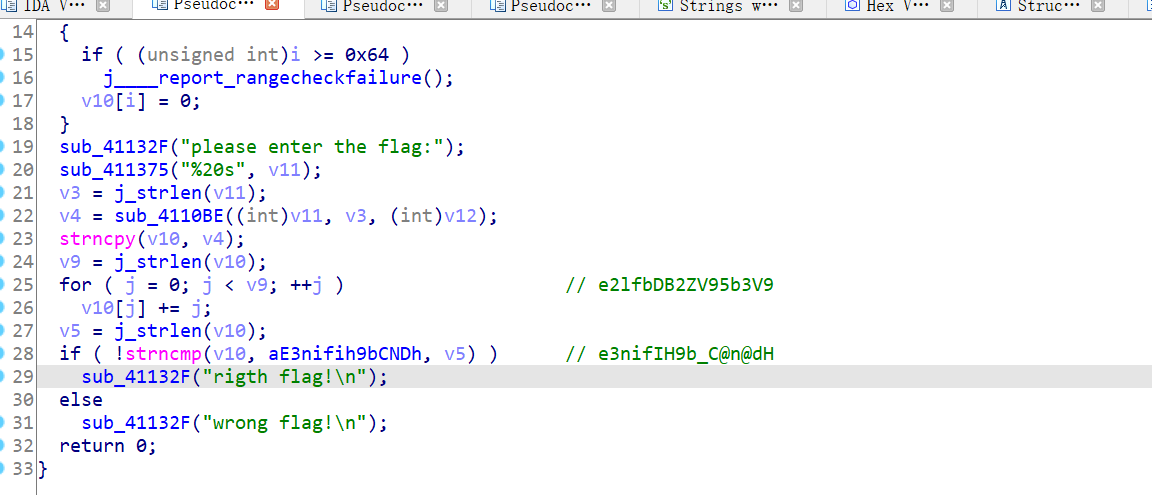 IDA V… Pseudoc… Pseudoc… Pseudoc… Strings w… Hex V… Struc…
14 {
15 if ( (unsigned int)i >= 0x64 )
16 j____report_rangecheckfailure();
17 v10[i] = 0;
18 }
19 sub_41132F("please enter the flag:");
20 sub_411375("%20s", v11);
21 v3 = j_strlen(v11);
22 v4 = sub_4110BE((int)v11, v3, (int)v12);
23 strncpy(v10, v4);
24 v9 = j_strlen(v10);
25 for ( j = 0; j < v9; ++j ) // e2lfbDB2ZV95b3V9
26 v10[j] += j;
27 v5 = j_strlen(v10);
28 if ( !strncmp(v10, aE3nifih9bCNDh, v5) ) // e3nifIH9b_C@n@dH
29 sub_41132F("rigth flag!\n");
30 else
31 sub_41132F("wrong flag!\n");
32 return 0;
33 }